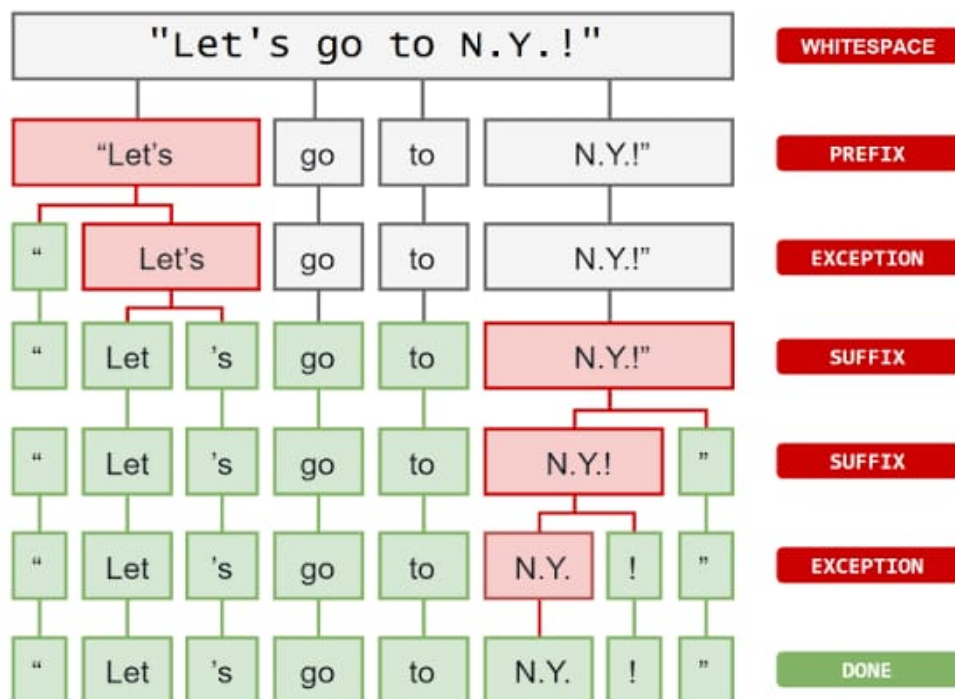 "Let's go to N.Y.!" WHITESPACE
“Let’s go to N.Y.!” PREFIX
“ Let’s go to N.Y.!” EXCEPTION
“ Let ’s go to N.Y.!” SUFFIX
“ Let ’s go to N.Y.! ” SUFFIX
“ Let ’s go to N.Y. ! ” EXCEPTION
“ Let ’s go to N.Y. ! ” DONE